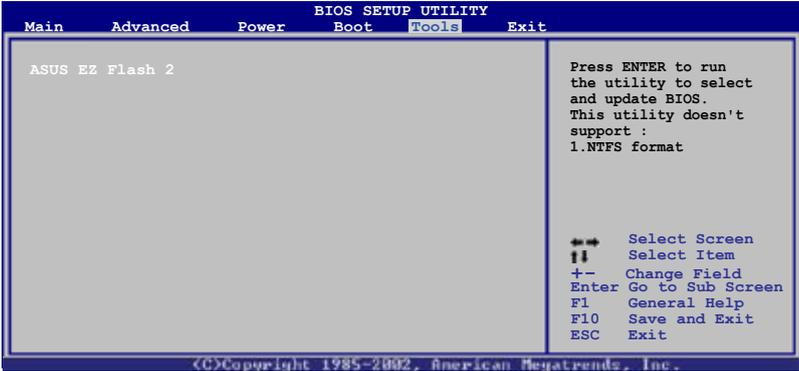 BIOS SETUP UTILITY
Main Advanced Power Boot Tools Exit
ASUS EZ Flash 2
Press ENTER to run
the utility to select
and update BIOS.
This utility doesn't
support :
1.NTFS format
←→ Select Screen
↑↓ Select Item
+- Change Field
Enter Go to Sub Screen
F1 General Help
F10 Save and Exit
ESC Exit
(C)Copyright 1985-2002, American Megatrends, Inc.